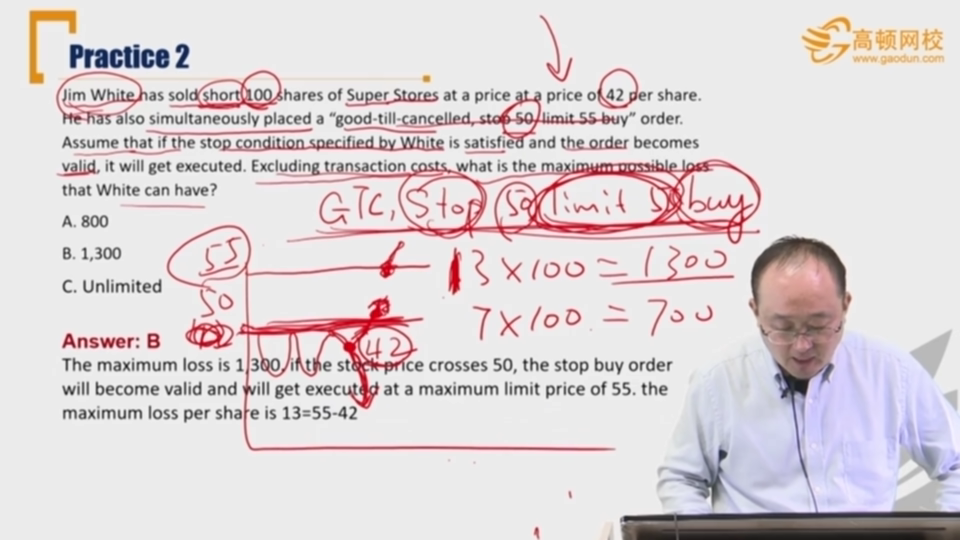 Practice 2
高顿网校
www.gaodun.com
Jim White has sold short 100 shares of Super Stores at a price at a price of 42 per share.
He has also simultaneously placed a “good-till-cancelled, stop 50, limit 55 buy” order.
Assume that if the stop condition specified by White is satisfied and the order becomes
valid, it will get executed. Excluding transaction costs, what is the maximum possible loss
that White can have?
GTC, Stop 50 limit 55 buy
A. 800
B. 1,300
C. Unlimited
55
50
42
13×100=1300
7×100=700
Answer: B
The maximum loss is 1,300. if the stock price crosses 50, the stop buy order
will become valid and will get executed at a maximum limit price of 55. the
maximum loss per share is 13=55-42